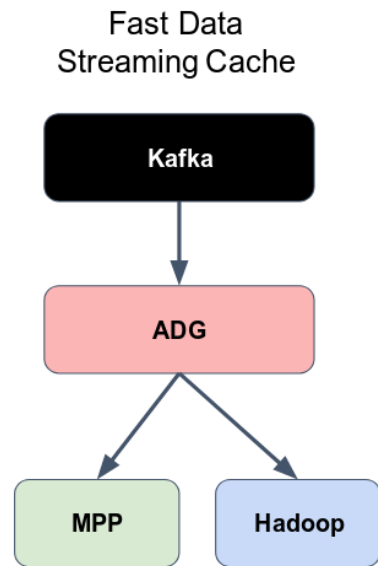 Fast Data
Streaming Cache
Kafka
ADG
MPP
Hadoop